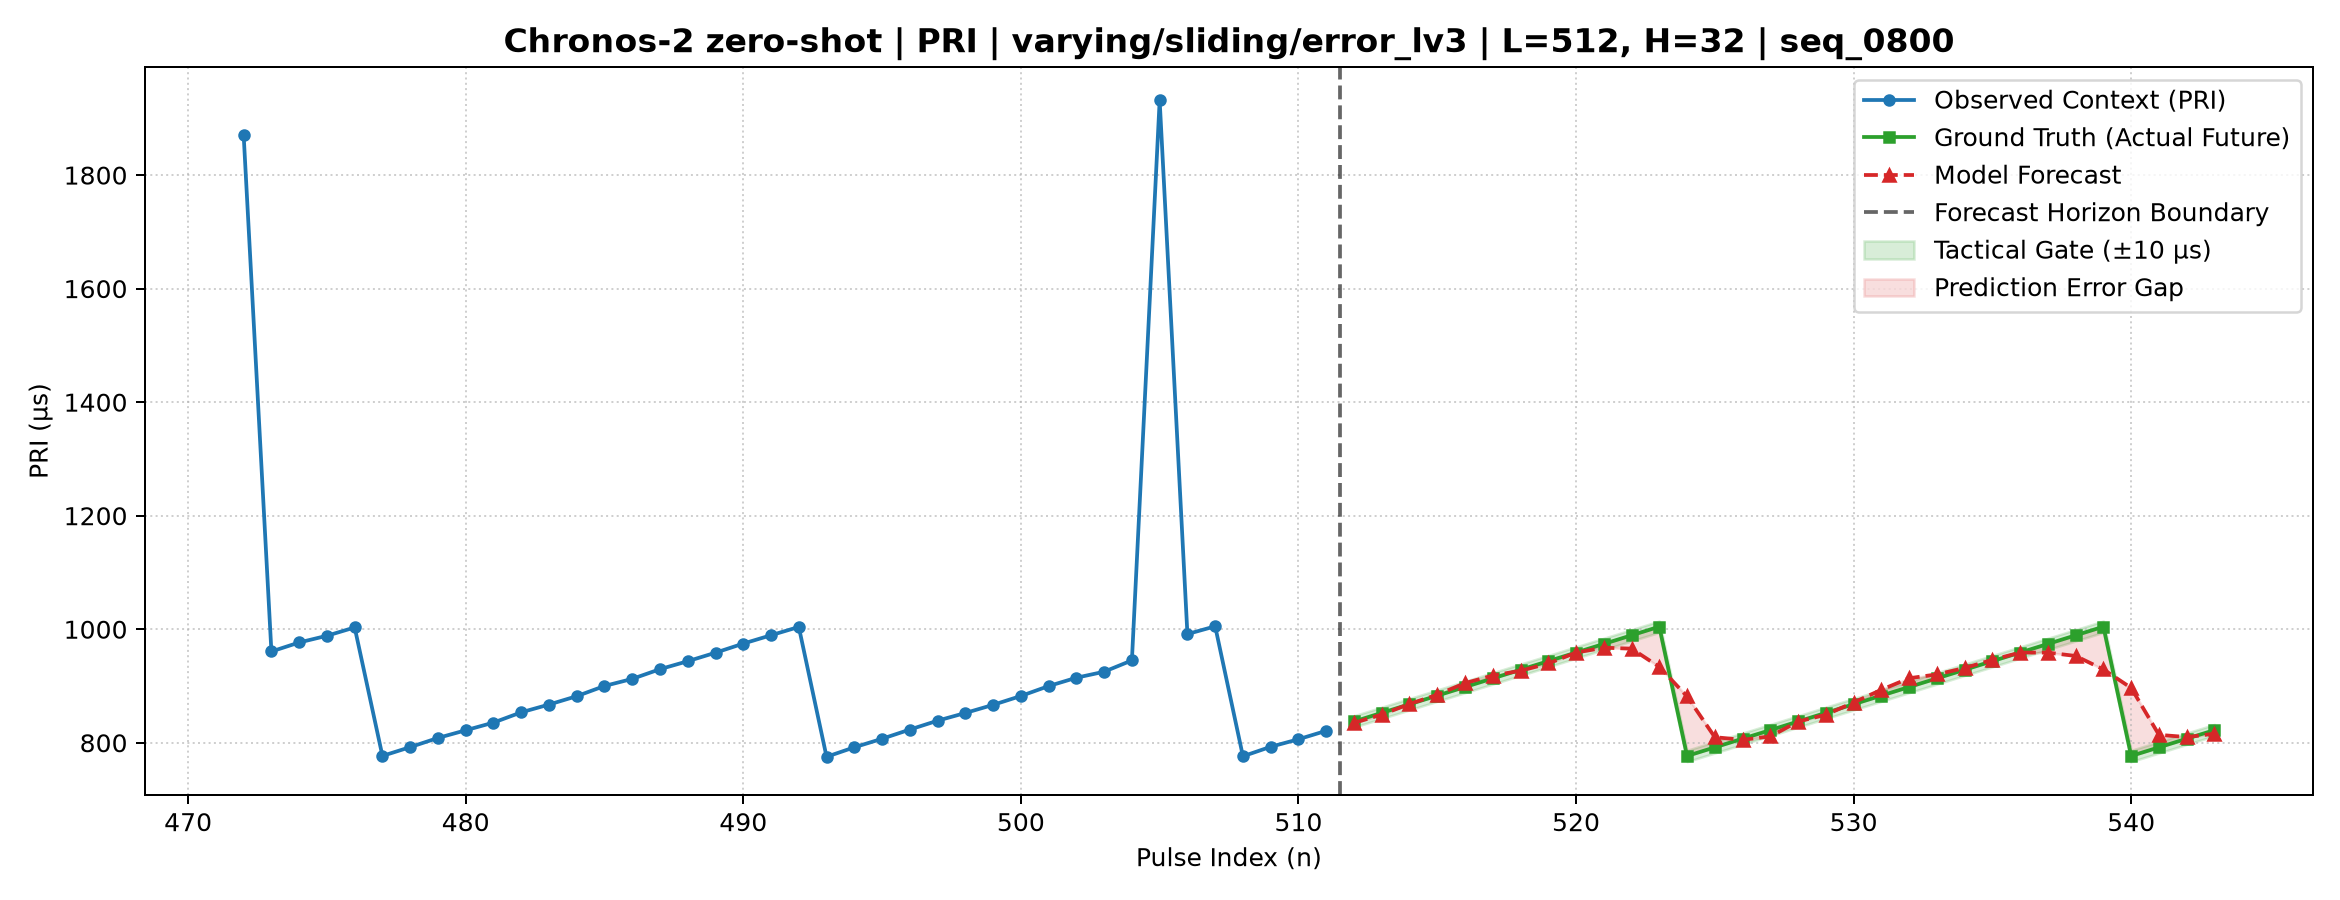 Chronos-2 zero-shot | PRI | varying/sliding/error_lv3 | L=512, H=32 | seq_0800
Observed Context (PRI)
Ground Truth (Actual Future)
Model Forecast
Forecast Horizon Boundary
Tactical Gate (±10 μs)
Prediction Error Gap
PRI (μs)
1800
1600
1400
1200
1000
800
470 480 490 500 510 520 530 540
Pulse Index (n)